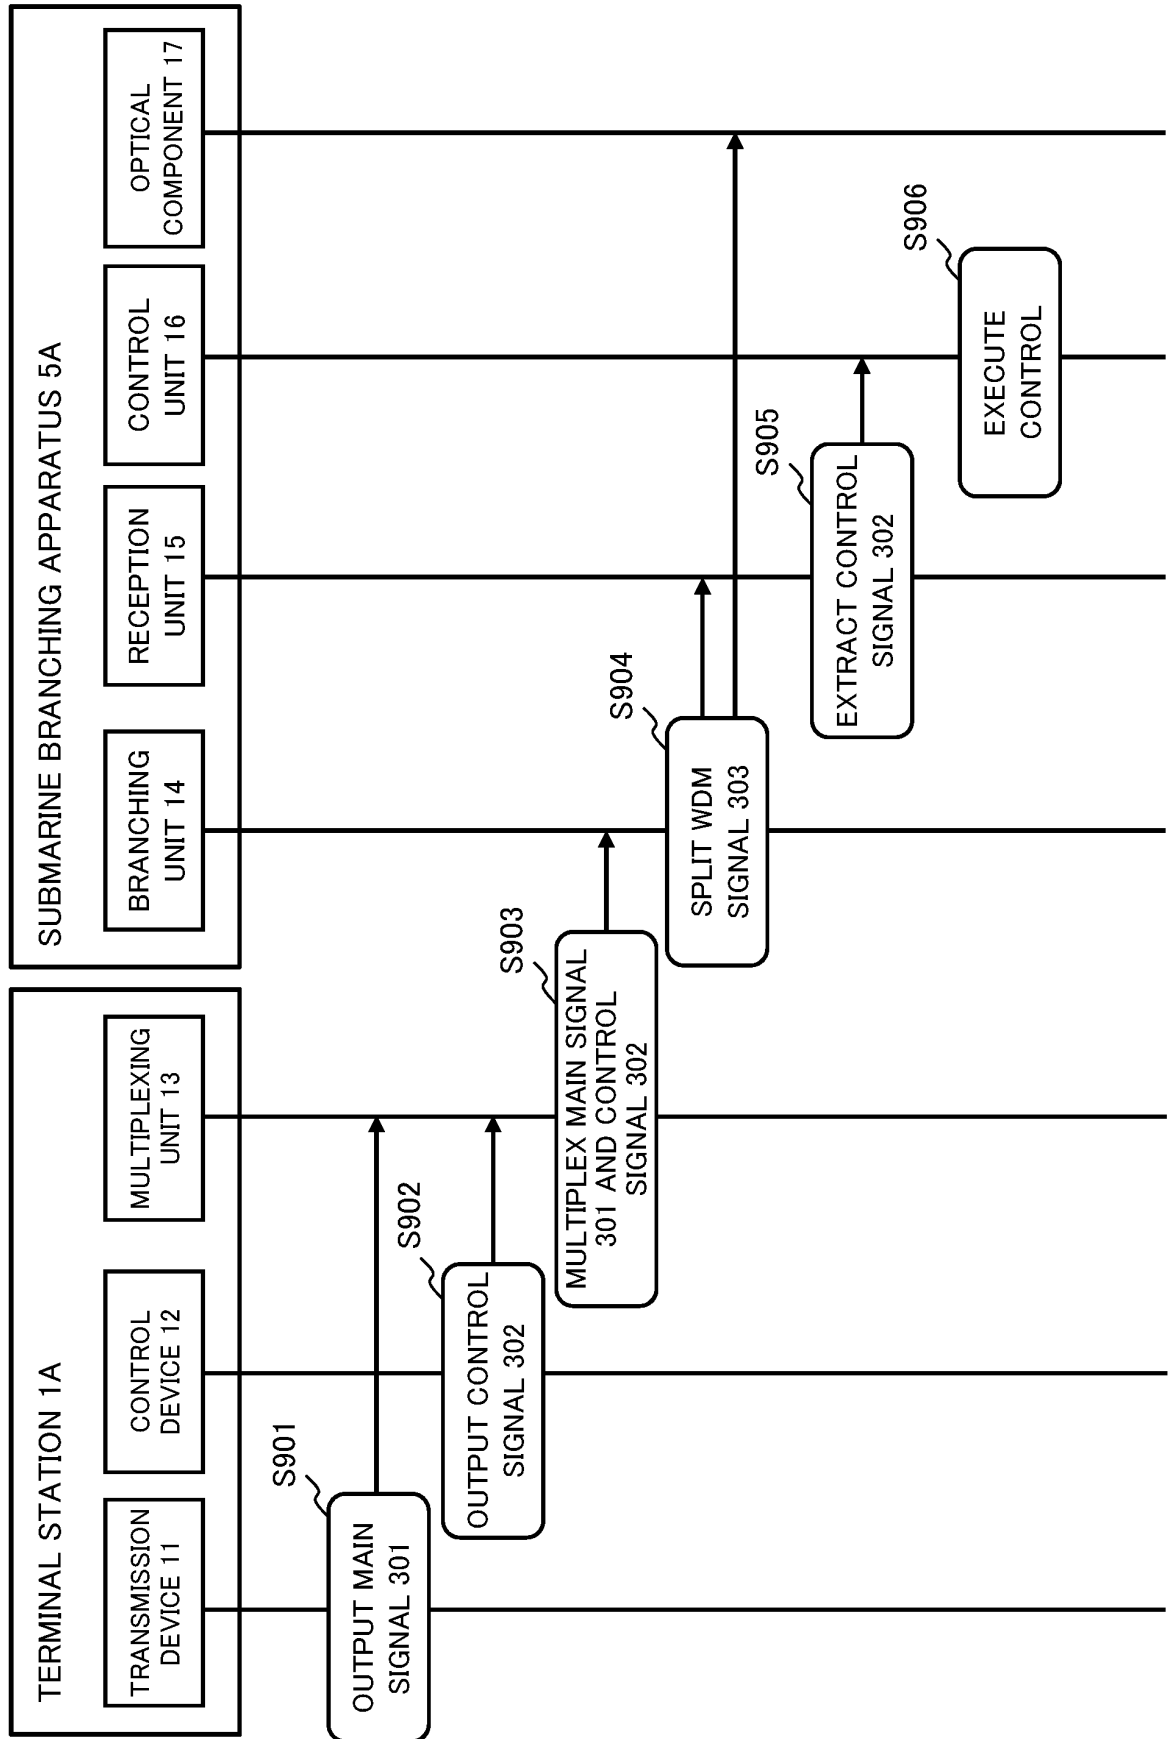 TERMINAL STATION 1A
TRANSMISSION
DEVICE 11
CONTROL
DEVICE 12
MULTIPLEXING
UNIT 13
SUBMARINE BRANCHING APPARATUS 5A
BRANCHING
UNIT 14
RECEPTION
UNIT 15
CONTROL
UNIT 16
OPTICAL
COMPONENT 17
S901
OUTPUT MAIN
SIGNAL 301
S902
OUTPUT CONTROL
SIGNAL 302
S903
MULTIPLEX MAIN SIGNAL
301 AND CONTROL
SIGNAL 302
S904
SPLIT WDM
SIGNAL 303
S905
EXTRACT CONTROL
SIGNAL 302
S906
EXECUTE
CONTROL